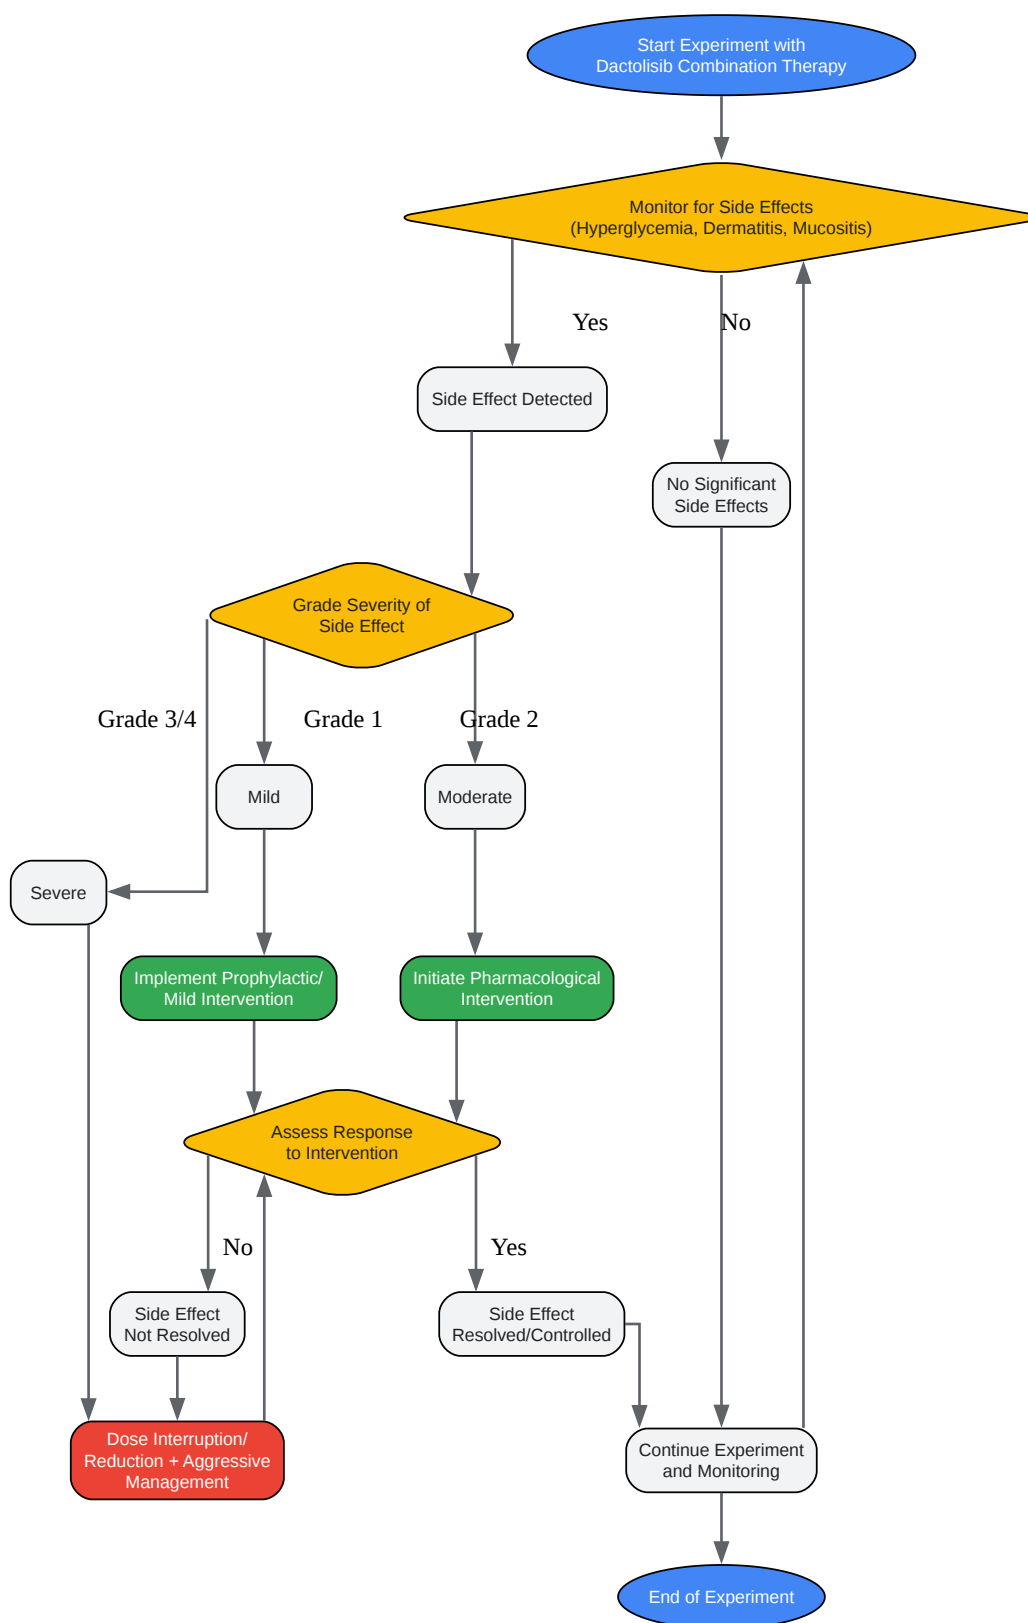 Start Experiment with
Dactolisib Combination Therapy
Monitor for Side Effects
(Hyperglycemia, Dermatitis, Mucositis)
Yes
No
Side Effect Detected
No Significant
Side Effects
Grade Severity of
Side Effect
Grade 3/4
Grade 1
Grade 2
Mild
Moderate
Severe
Implement Prophylactic/
Mild Intervention
Initiate Pharmacological
Intervention
Assess Response
to Intervention
No
Yes
Side Effect
Not Resolved
Side Effect
Resolved/Controlled
Dose Interruption/
Reduction + Aggressive
Management
Continue Experiment
and Monitoring
End of Experiment